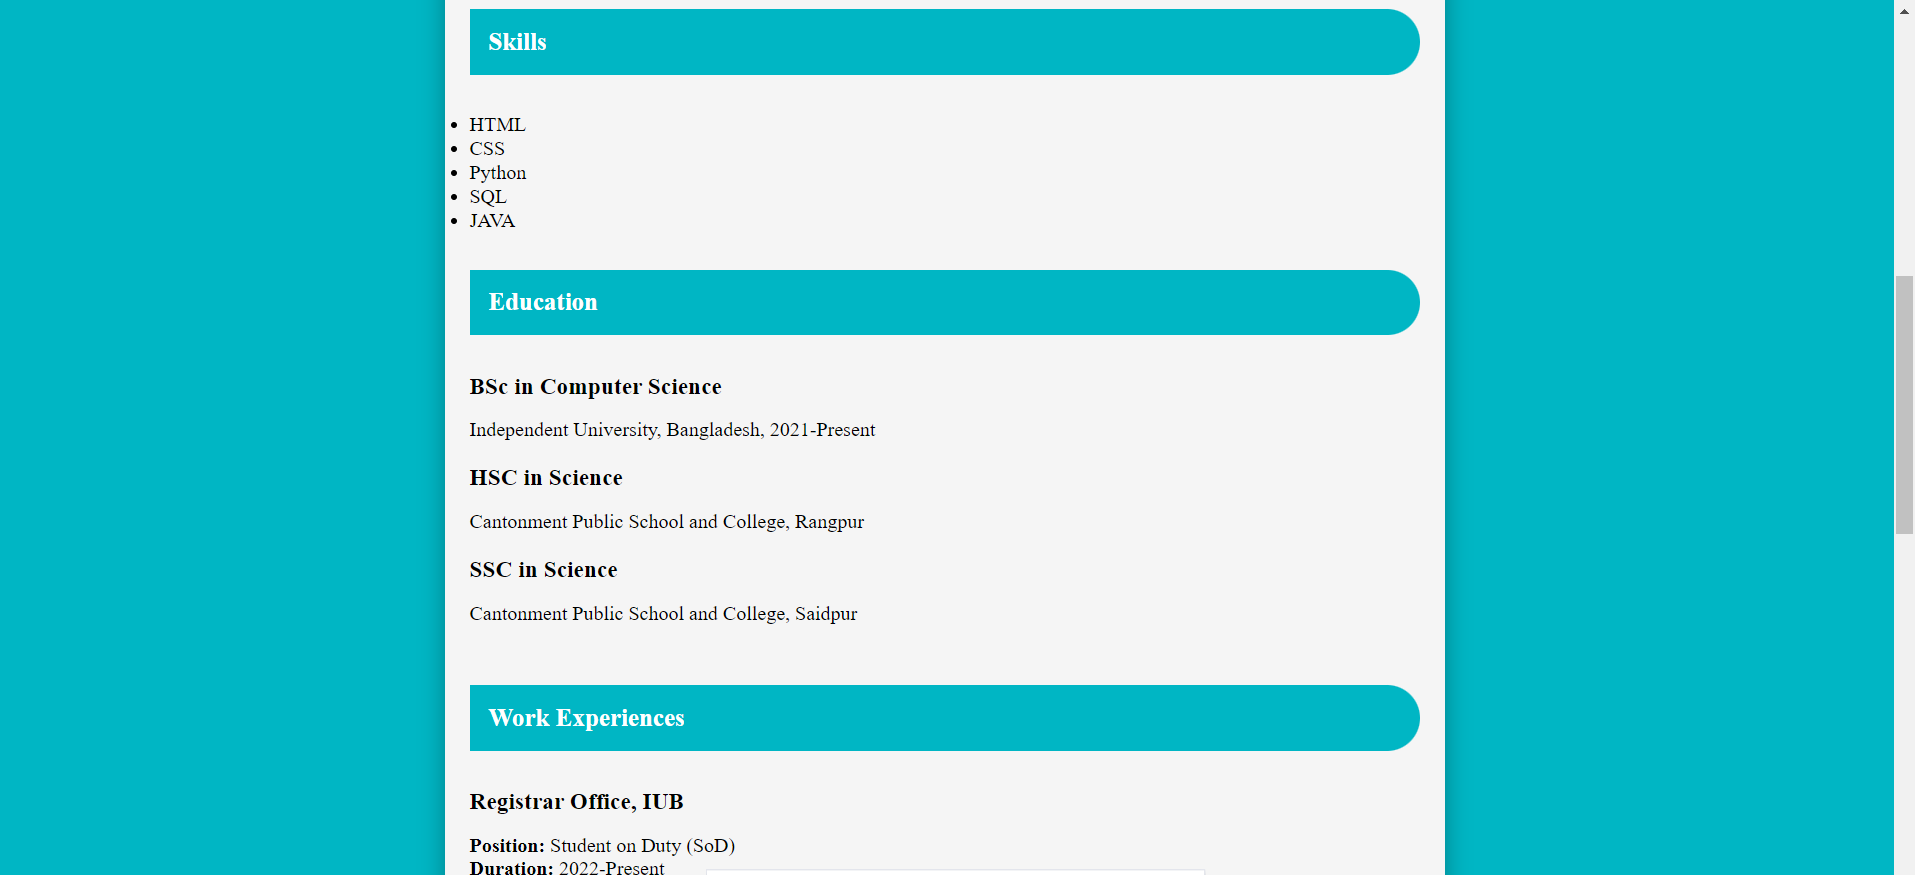 Skills
HTML
CSS
Python
SQL
JAVA
Education
BSc in Computer Science
Independent University, Bangladesh, 2021-Present
HSC in Science
Cantonment Public School and College, Rangpur
SSC in Science
Cantonment Public School and College, Saidpur
Work Experiences
Registrar Office, IUB
Position: Student on Duty (SoD)
Duration: 2022-Present